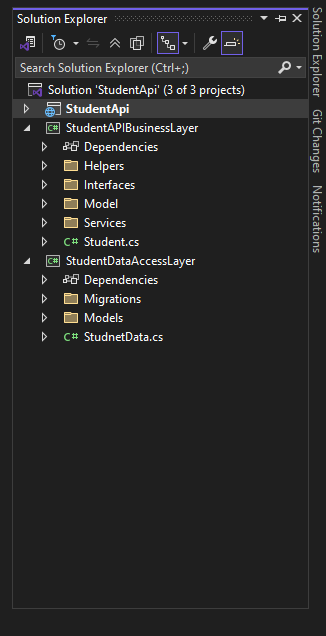 Solution Explorer
Search Solution Explorer (Ctrl+;)
Solution 'StudentApi' (3 of 3 projects)
StudentApi
C# StudentAPIBusinessLayer
Dependencies
Helpers
Interfaces
Model
Services
C# Student.cs
C# StudentDataAccessLayer
Dependencies
Migrations
Models
C# StudnetData.cs
Solution Explorer
Git Changes
Notifications